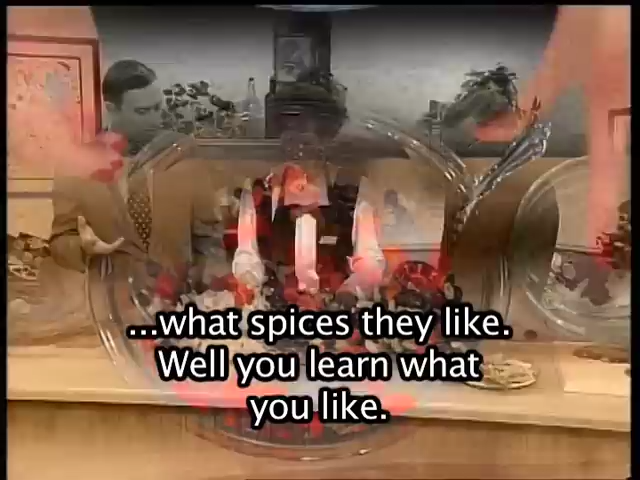 ...what spices they like.
Well you learn what
you like.